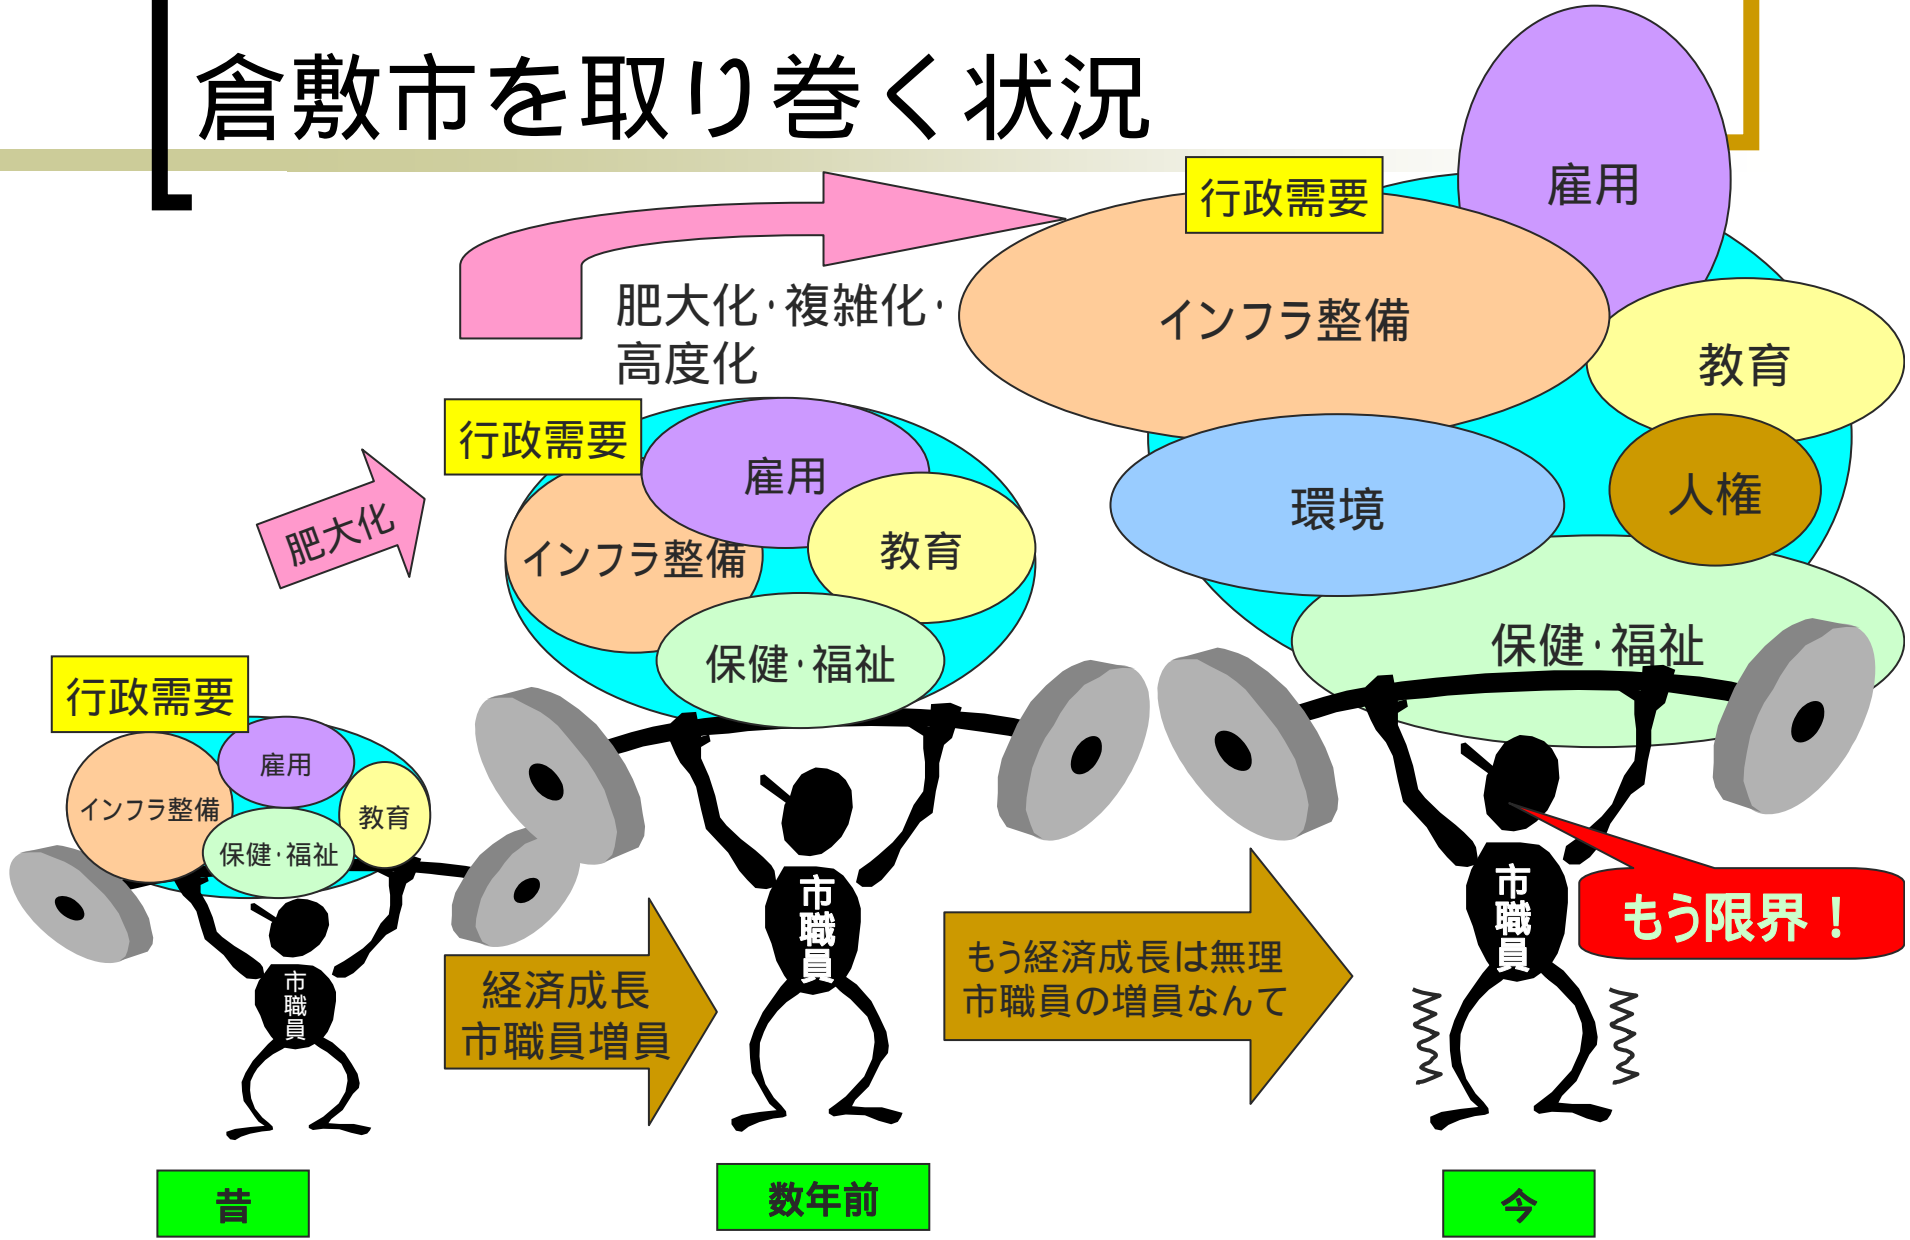 倉敷市を取り巻く状況
行政需要
雇用
インフラ整備
教育
環境
人権
保健・福祉
肥大化・複雑化・
高度化
行政需要
雇用
インフラ整備
教育
保健・福祉
肥大化
行政需要
雇用
インフラ整備
教育
保健・福祉
市職員
市職員
市職員
もう限界！
経済成長
市職員増員
もう経済成長は無理
市職員の増員なんて
昔
数年前
今